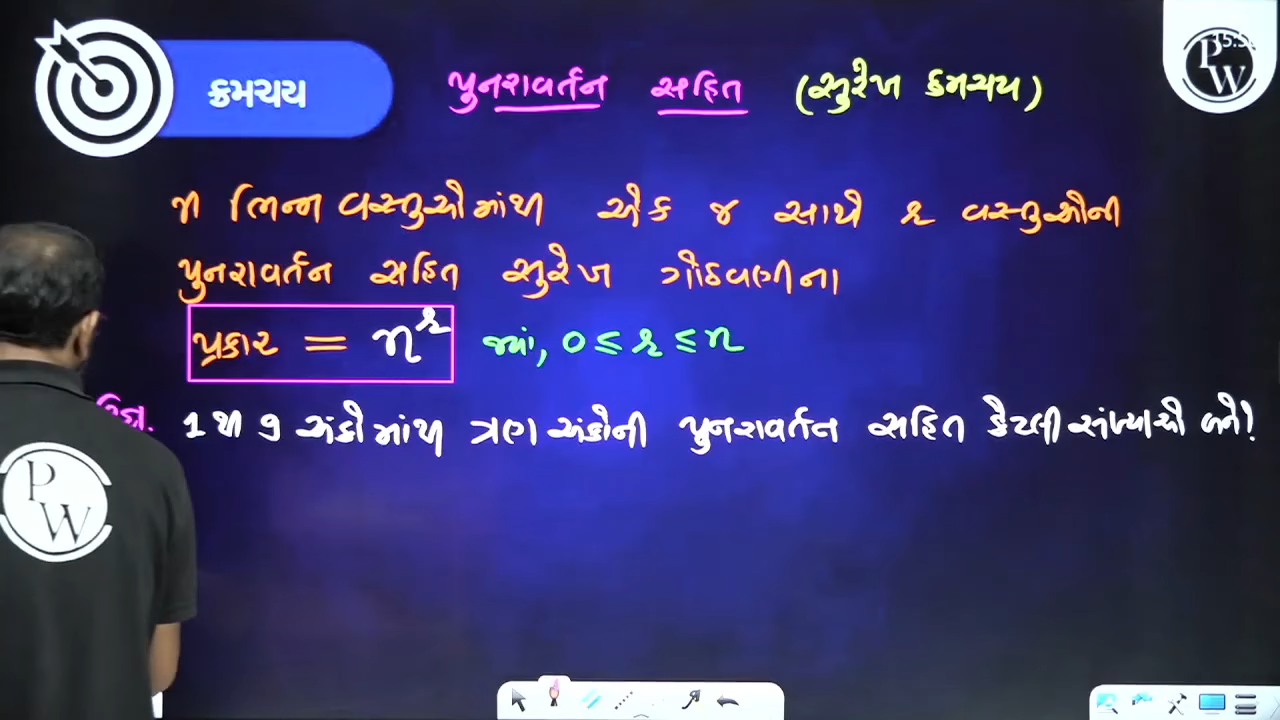 ક્રમચય
પુનરાવર્તન સહિત (સુરેખ ક્રમચય)
PW
n ભિન્ન વસ્તુઓમાંથી એક જ સાથે r વસ્તુઓની
પુનરાવર્તન સહિત સુરેખ ગોઠવણીના
પ્રકાર = n^r જ્યાં, 0 ≤ r ≤ n
1 થી 9 અંકોમાંથી ત્રણ અંકોની પુનરાવર્તન સહિત કેટલી સંખ્યાઓ બને!
PW